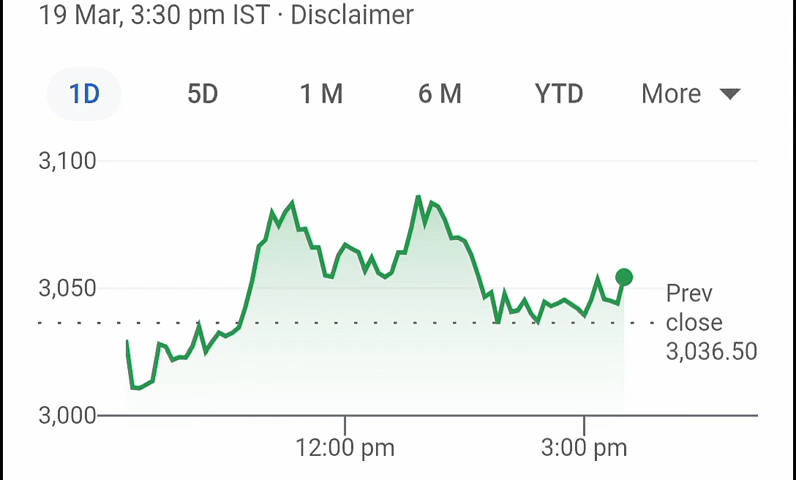 19 Mar, 3:30 pm IST · Disclaimer
1D 5D 1 M 6 M YTD More
3,100
3,050
Prev
close
3,036.50
3,000
12:00 pm 3:00 pm